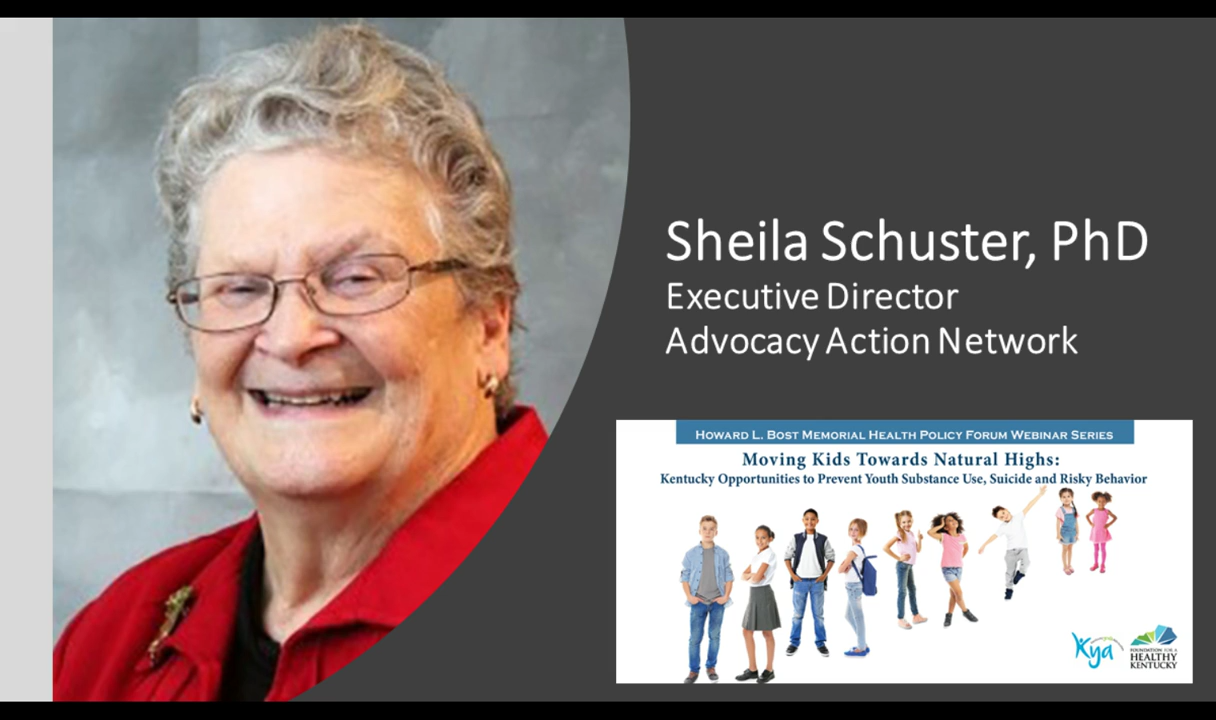 Sheila Schuster, PhD
Executive Director
Advocacy Action Network
HOWARD L. BOST MEMORIAL HEALTH POLICY FORUM WEBINAR SERIES
Moving Kids Towards Natural Highs:
Kentucky Opportunities to Prevent Youth Substance Use, Suicide and Risky Behavior
Kya
FOUNDATION FOR A
HEALTHY
KENTUCKY